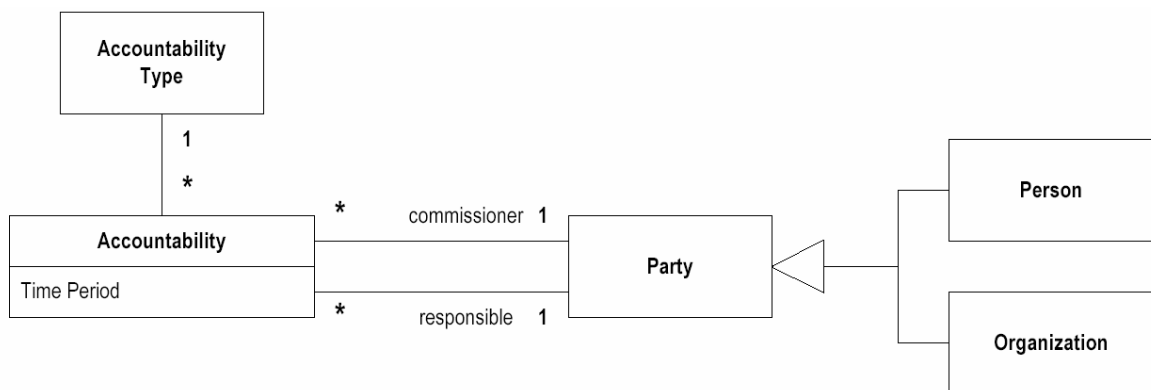 Accountability
Type
1
*
Accountability
Time Period
*
commissioner 1
*
responsible 1
Party
Person
Organization